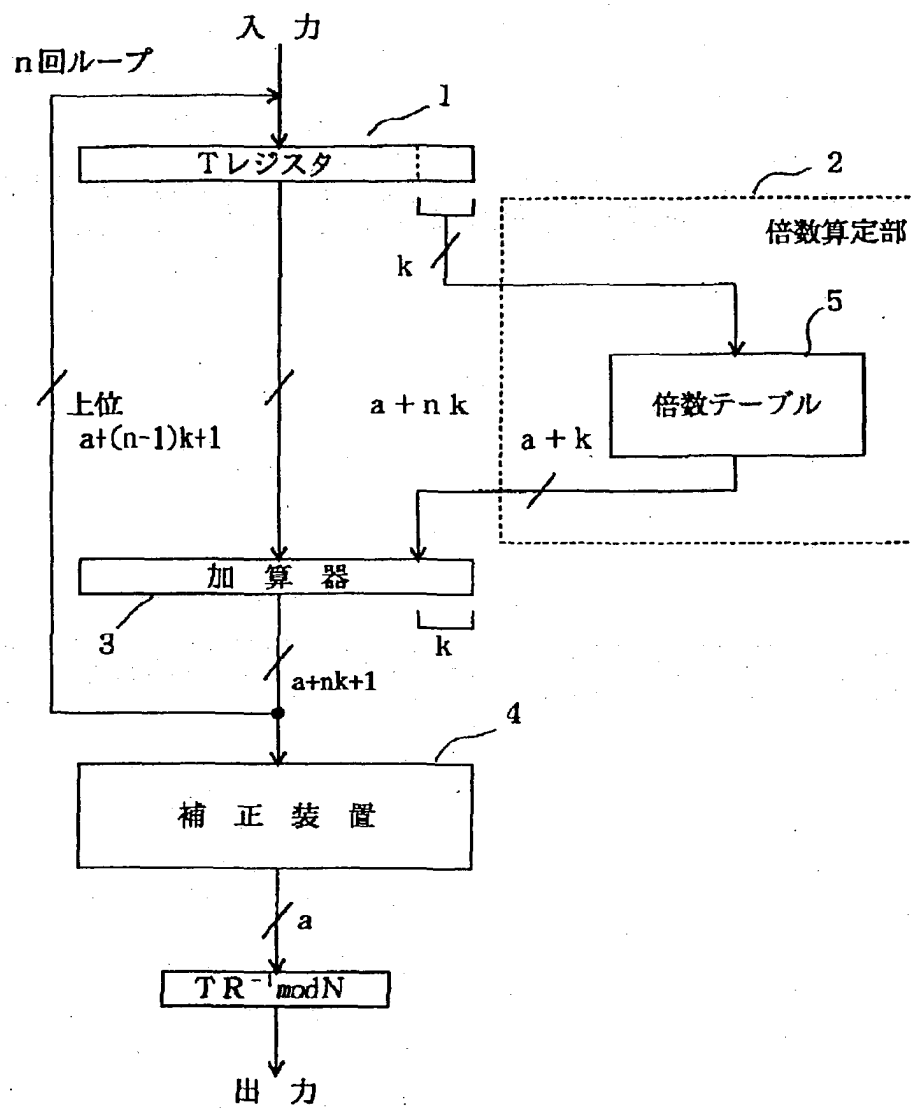 入 力
n回ループ
1
Tレジスタ
2
倍数算定部
k
5
倍数テーブル
上位
a+(n-1)k+1
a+nk
a+k
加 算 器
3
k
a+nk+1
4
補 正 装 置
a
TR⁻¹modN
出 力